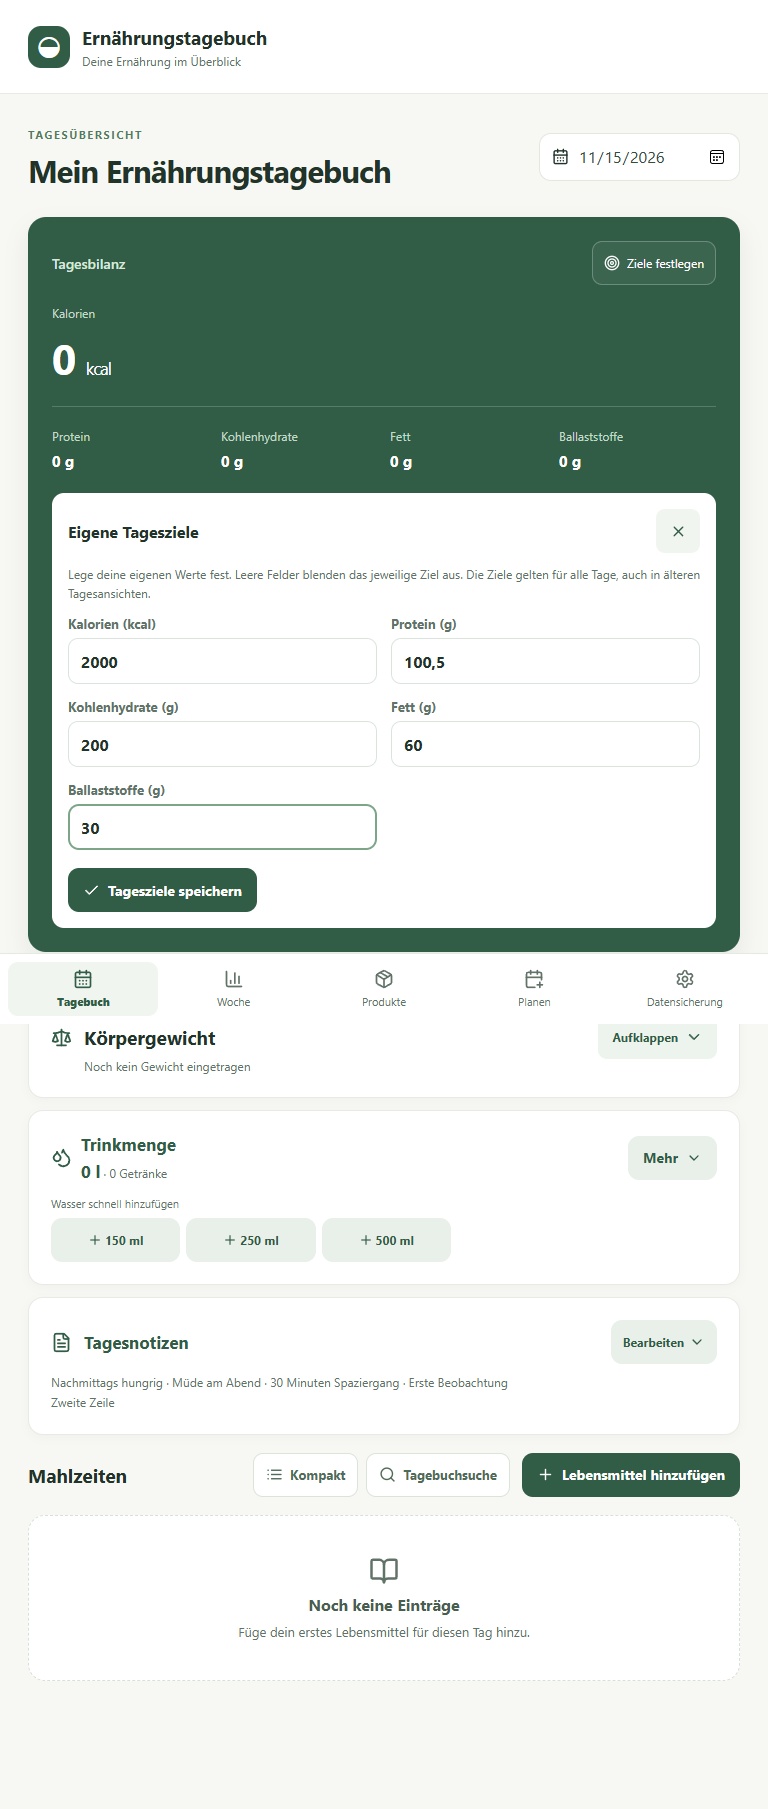 Ernährungstagebuch
Deine Ernährung im Überblick
TAGESÜBERSICHT
Mein Ernährungstagebuch
11/15/2026
Tagesbilanz
Ziele festlegen
Kalorien
0 kcal
Protein Kohlenhydrate Fett Ballaststoffe
0 g 0 g 0 g 0 g
Eigene Tagesziele
Lege deine eigenen Werte fest. Leere Felder blenden das jeweilige Ziel aus. Die Ziele gelten für alle Tage, auch in älteren
Tagesansichten.
Kalorien (kcal) Protein (g)
2000 100,5
Kohlenhydrate (g) Fett (g)
200 60
Ballaststoffe (g)
30
Tagesziele speichern
Tagebuch Woche Produkte Planen Datensicherung
Körpergewicht
Aufklappen
Noch kein Gewicht eingetragen
Trinkmenge
0 l · 0 Getränke
Mehr
Wasser schnell hinzufügen
+ 150 ml + 250 ml + 500 ml
Tagesnotizen
Bearbeiten
Nachmittags hungrig · Müde am Abend · 30 Minuten Spaziergang · Erste Beobachtung
Zweite Zeile
Mahlzeiten
Kompakt Tagebuchsuche + Lebensmittel hinzufügen
Noch keine Einträge
Füge dein erstes Lebensmittel für diesen Tag hinzu.